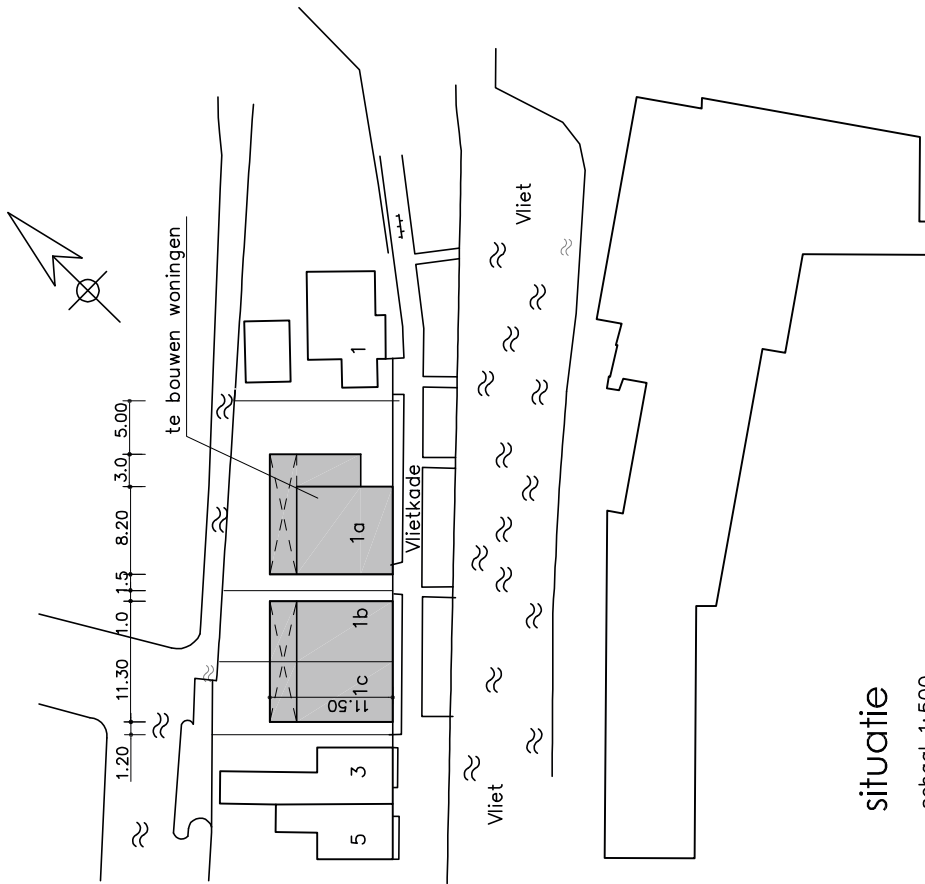 te bouwen woningen
5.00
3.0
8.20
1.5
1.0
11.30
1.20
1
1a
Vlietkade
1b
1c
11.50
3
5
Vliet
Vliet
situatie
schaal 1:500